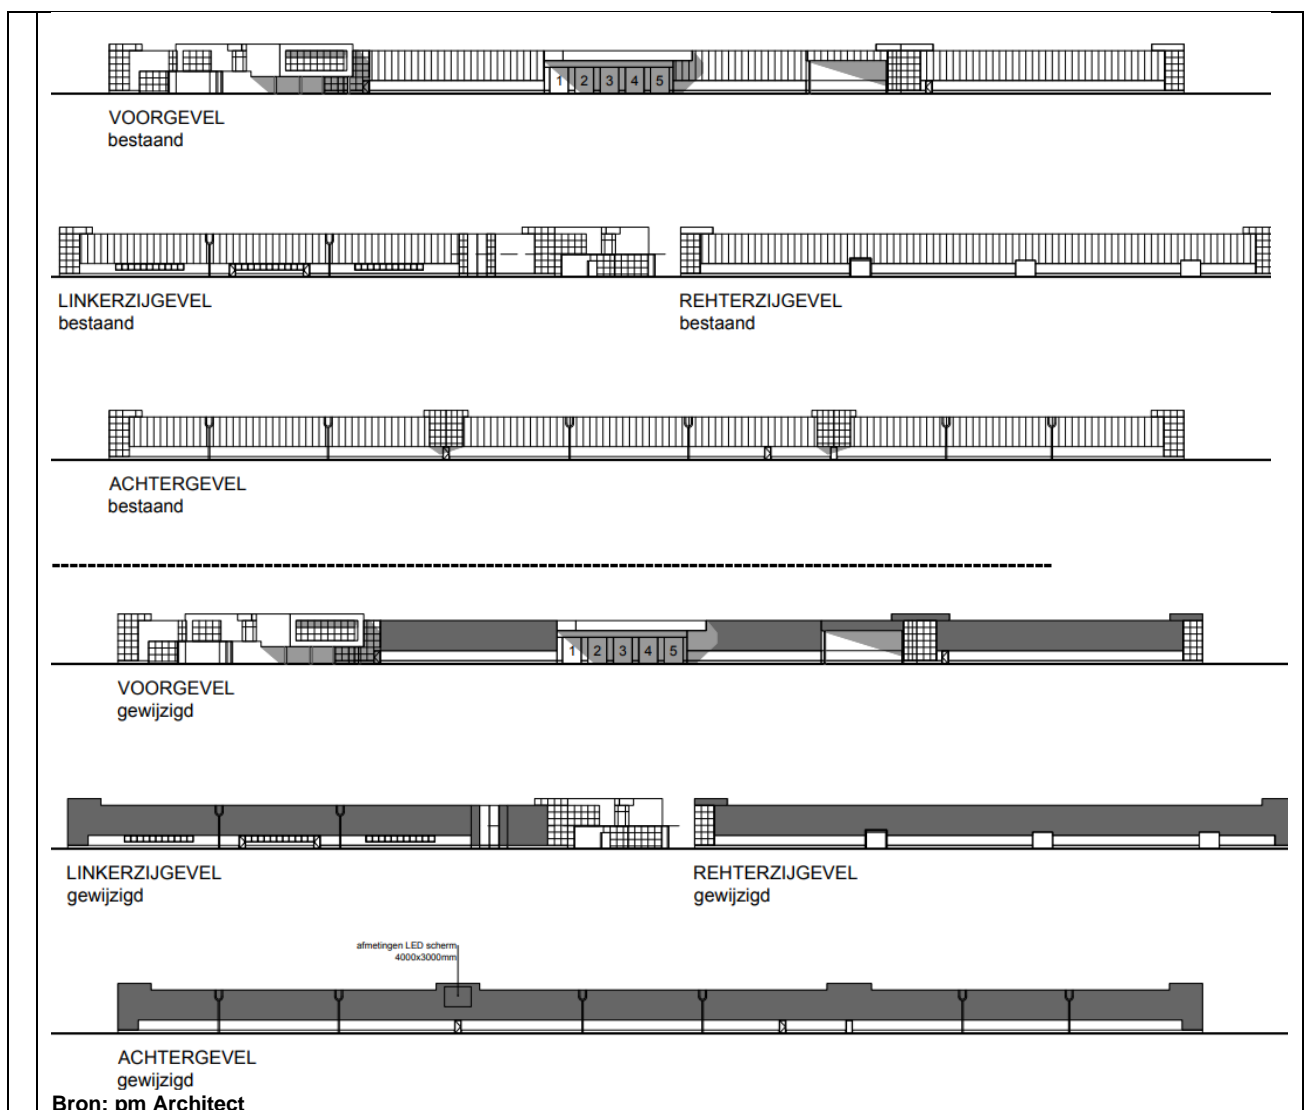 1 2 3 4 5
VOORGEVEL
bestaand
LINKERZIJGEVEL
bestaand
REHTERZIJGEVEL
bestaand
ACHTERGEVEL
bestaand
1 2 3 4 5
VOORGEVEL
gewijzigd
LINKERZIJGEVEL
gewijzigd
REHTERZIJGEVEL
gewijzigd
afmetingen LED scherm
4000x3000mm
ACHTERGEVEL
gewijzigd
Bron: pm Architect